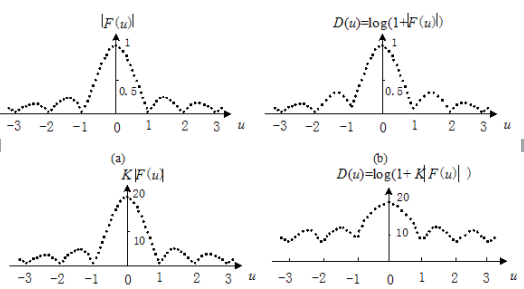 |F(u)|
D(u)=log(1+|F(u)|)
1
1
0.5
0.5
-3 -2 -1 0 1 2 3 u
-3 -2 -1 0 1 2 3 u
(a)
(b)
K|F(u)|
D(u)=log(1+ K|F(u)| )
20
20
10
10
-3 -2 -1 0 1 2 3 u
-3 -2 -1 0 1 2 3 u